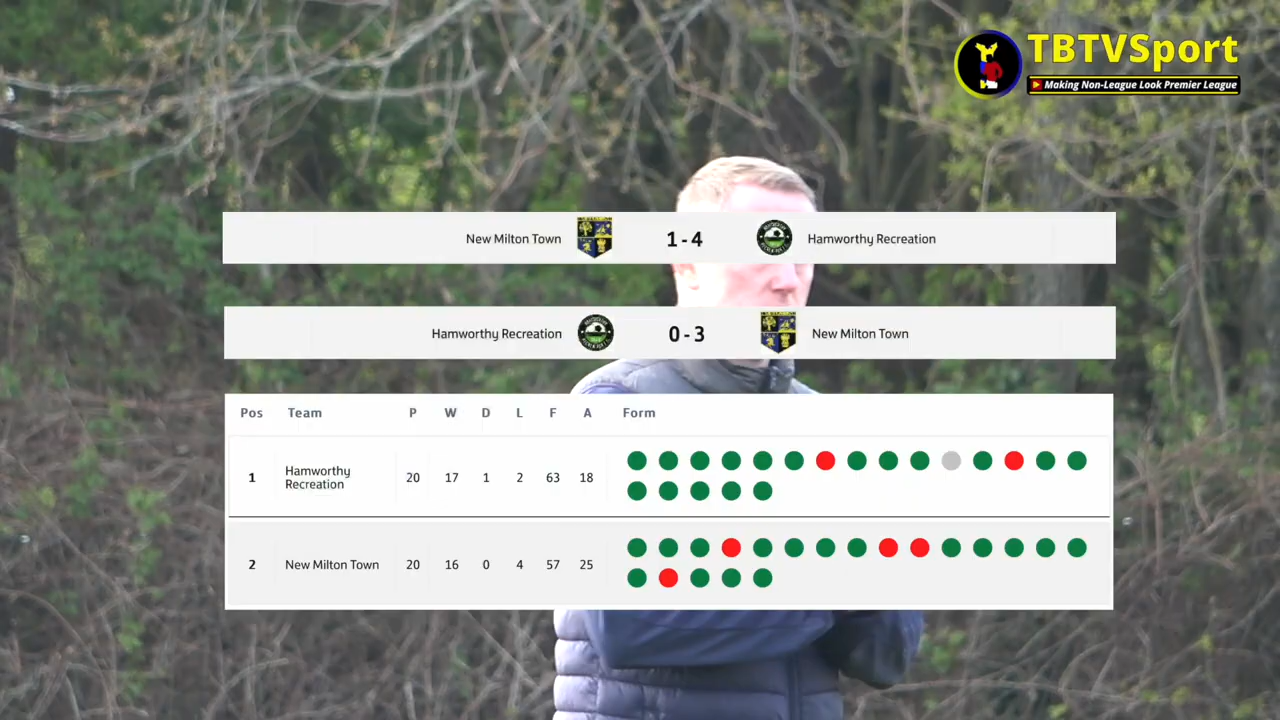 TBTVSport
Making Non-League Look Premier League
New Milton Town 1 - 4 Hamworthy Recreation
Hamworthy Recreation 0 - 3 New Milton Town
Pos Team P W D L F A Form
1 Hamworthy Recreation 20 17 1 2 63 18
2 New Milton Town 20 16 0 4 57 25